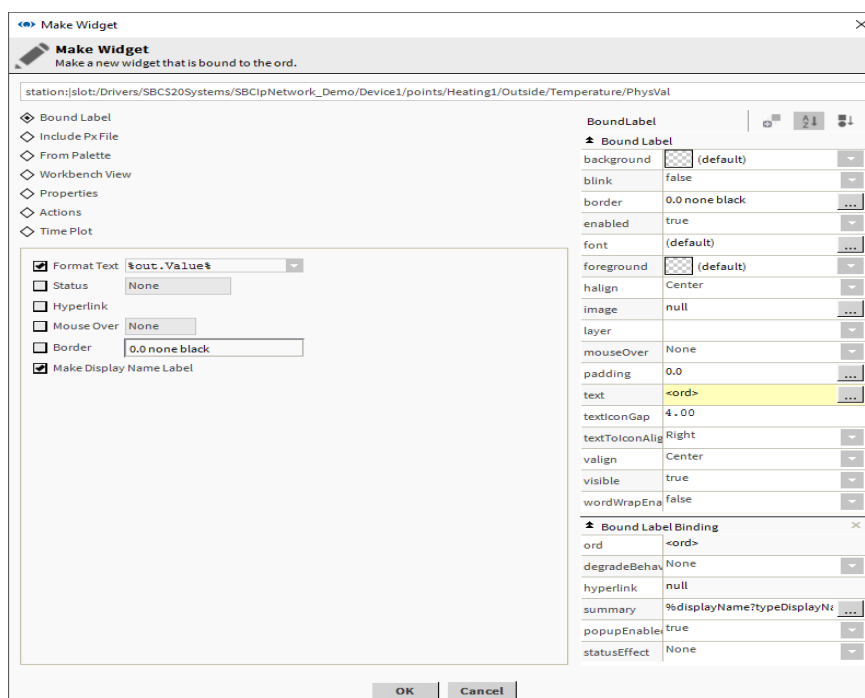 Make Widget
Make Widget
Make a new widget that is bound to the ord.
station:|slot:/Drivers/SBC$20Systems/SBCIpNetwork_Demo/Device1/points/Heating1/Outside/Temperature/PhysVal
Bound Label
Include Px File
From Palette
Workbench View
Properties
Actions
Time Plot
Format Text %out.Value%
Status None
Hyperlink
Mouse Over None
Border 0.0 none black
Make Display Name Label
BoundLabel
Bound Label
background (default)
blink false
border 0.0 none black ...
enabled true
font (default) ...
foreground (default)
halign Center
image null ...
layer
mouseOver None
padding 0.0 ...
text <ord> ...
textIconGap 4.00
textToIconAlig Right
valign Center
visible true
wordWrapEna false
Bound Label Binding
ord <ord>
degradeBehav None
hyperlink null
summary %displayName?typeDisplayNa ...
popupEnable true
statusEffect None
OK Cancel